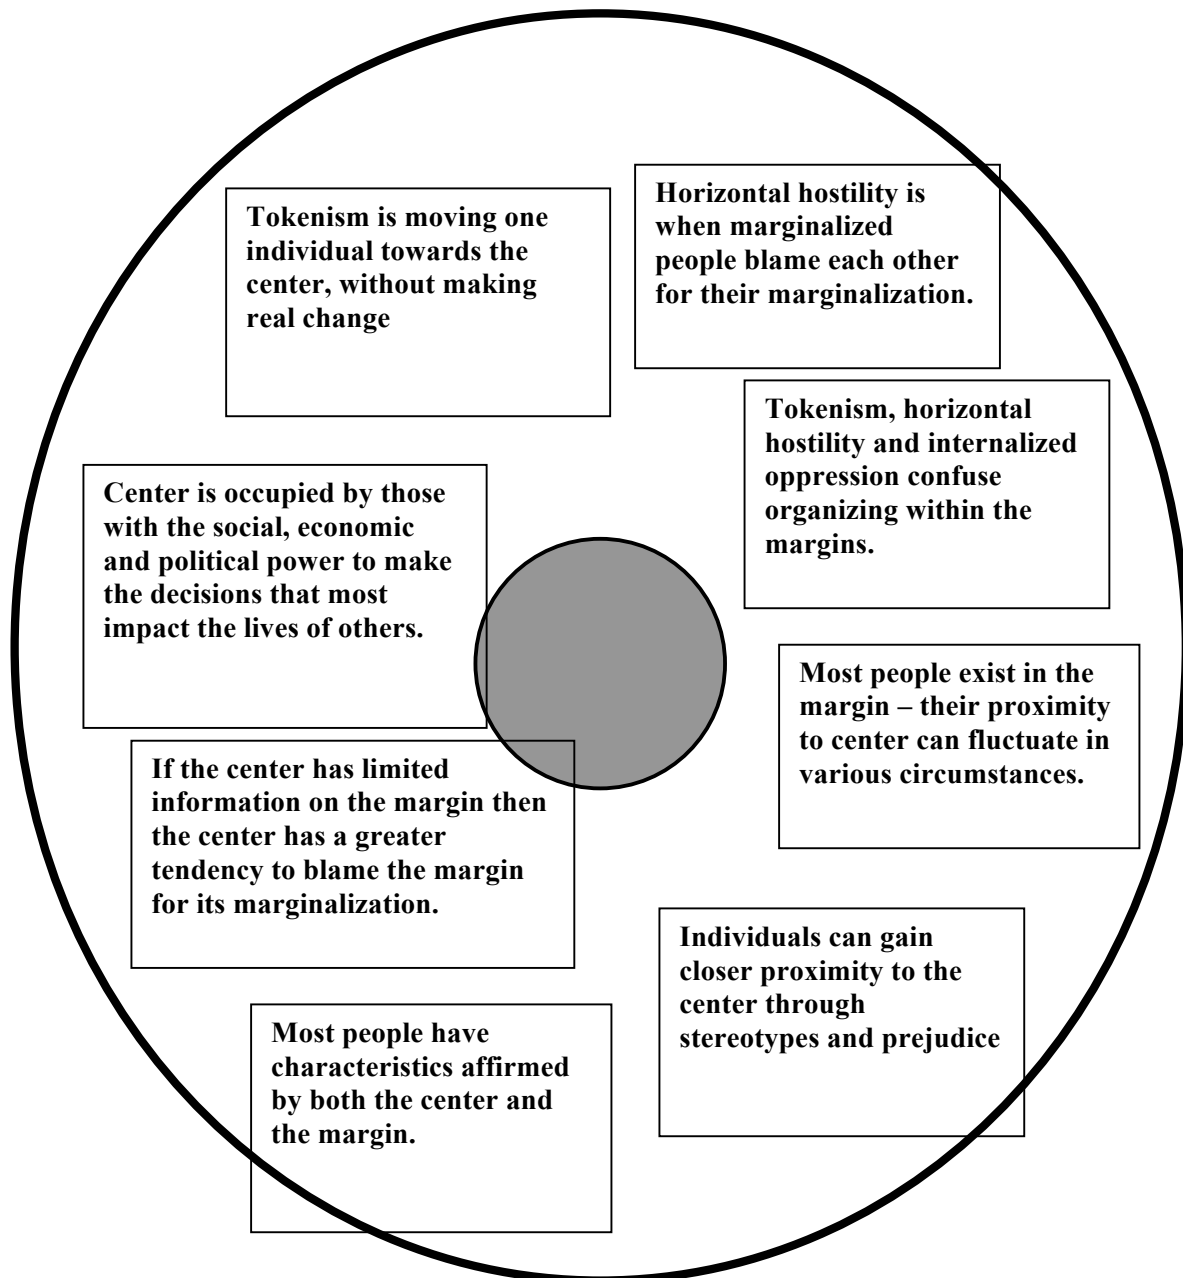 Tokenism is moving one
individual towards the
center, without making
real change
Horizontal hostility is
when marginalized
people blame each other
for their marginalization.
Tokenism, horizontal
hostility and internalized
oppression confuse
organizing within the
margins.
Center is occupied by those
with the social, economic
and political power to make
the decisions that most
impact the lives of others.
Most people exist in the
margin – their proximity
to center can fluctuate in
various circumstances.
If the center has limited
information on the margin then
the center has a greater
tendency to blame the margin
for its marginalization.
Individuals can gain
closer proximity to the
center through
stereotypes and prejudice
Most people have
characteristics affirmed
by both the center and
the margin.